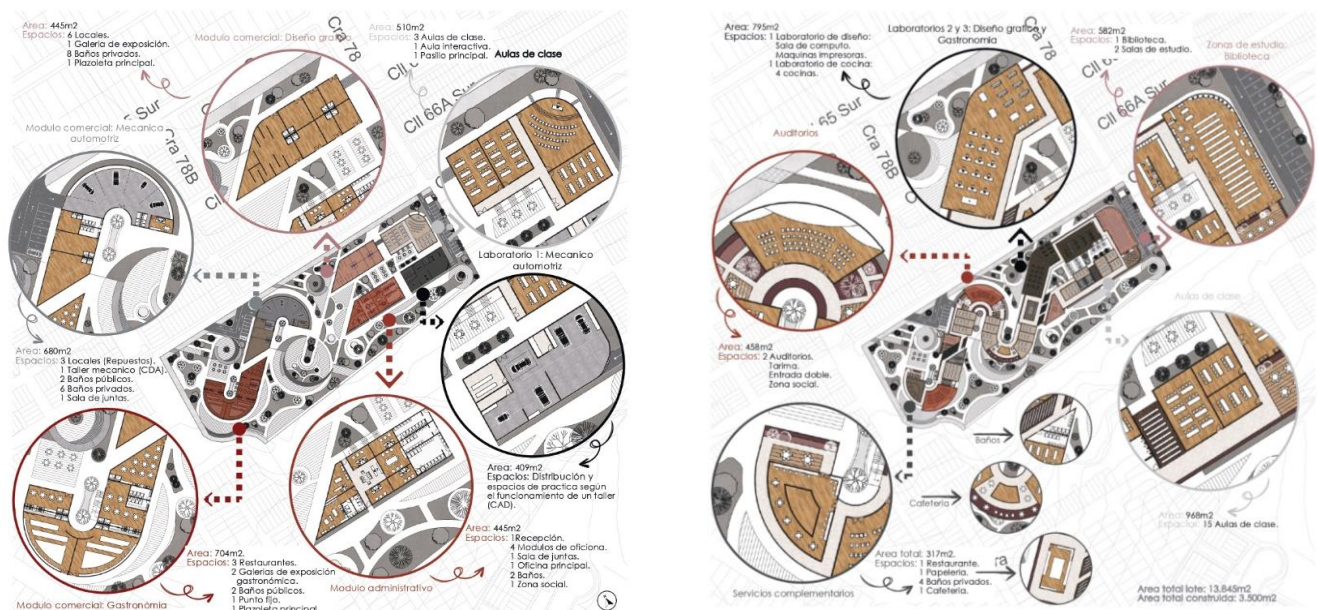 Area: 445m2
Espacios: 6 Locales.
1 Galeria de exposición.
8 Baños privados.
1 Plazoleta principal.
Modulo comercial: Diseño grafico
Cra 78
Area: 510m2
Espacios: 3 Aulas de clase.
1 Aula interactiva.
1 Pasillo principal.
Aulas de clase
Cll 66A Sur
5 Sur
Cra 78B
Modulo comercial: Mecanica
automotriz
Laboratorio 1: Mecanico
automotriz
Area: 680m2
Espacios: 3 Locales (Repuestos).
1 Taller mecanico (CDA).
2 Baños públicos.
6 Baños privados.
1 Sala de juntas.
Area: 409m2
Espacios: Distribución y
espacios de practica según
el funcionamiento de un taller
(CAD).
Area: 704m2.
Espacios: 3 Restaurantes.
2 Galerias de exposición
gastronómica.
2 Baños públicos.
1 Punto fijo.
1 Plazoleta principal
Modulo comercial: Gastronomia
Modulo administrativo
Area: 445m2
Espacios: 1Recepción.
4 Modulos de oficiona.
1 Sala de juntas.
1 Oficina principal.
2 Baños.
1 Zona social.
Area: 795m2
Espacios: 1 Laboratorio de diseño:
Sala de computo.
Maquinas impresoras.
1 Laboratorio de cocina:
4 cocinas.
Laboratorios 2 y 3: Diseño grafico y
Gastronomia
Cra 78
Area: 582m2
Espacios: 1 Biblioteca.
2 Salas de estudio.
Zonas de estudio:
Biblioteca
Cll 66A Sur
65 Sur
Cra 78B
Auditorios
Area: 458m2
Espacios: 2 Auditorios.
Tarima.
Entrada doble.
Zona social.
Aulas de clase
Baños
Cafeteria
ra
Area: 968m2
Espacios: 15 Aulas de clase.
Area total: 317m2.
Espacios: 1 Restaurante.
1 Papeleria.
4 Baños privados.
1 Cafeteria.
Servicios complementarios
Area total lote: 13.845m2
Area total construida: 3.500m2